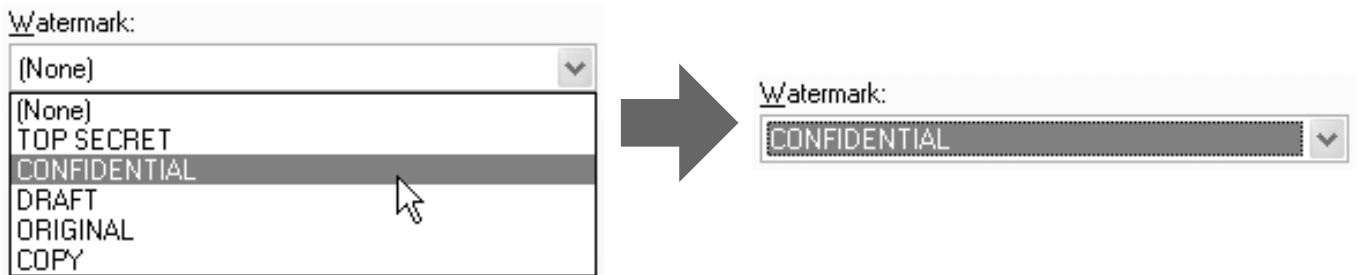 Watermark:
(None)
(None)
TOP SECRET
CONFIDENTIAL
DRAFT
ORIGINAL
COPY
Watermark:
CONFIDENTIAL